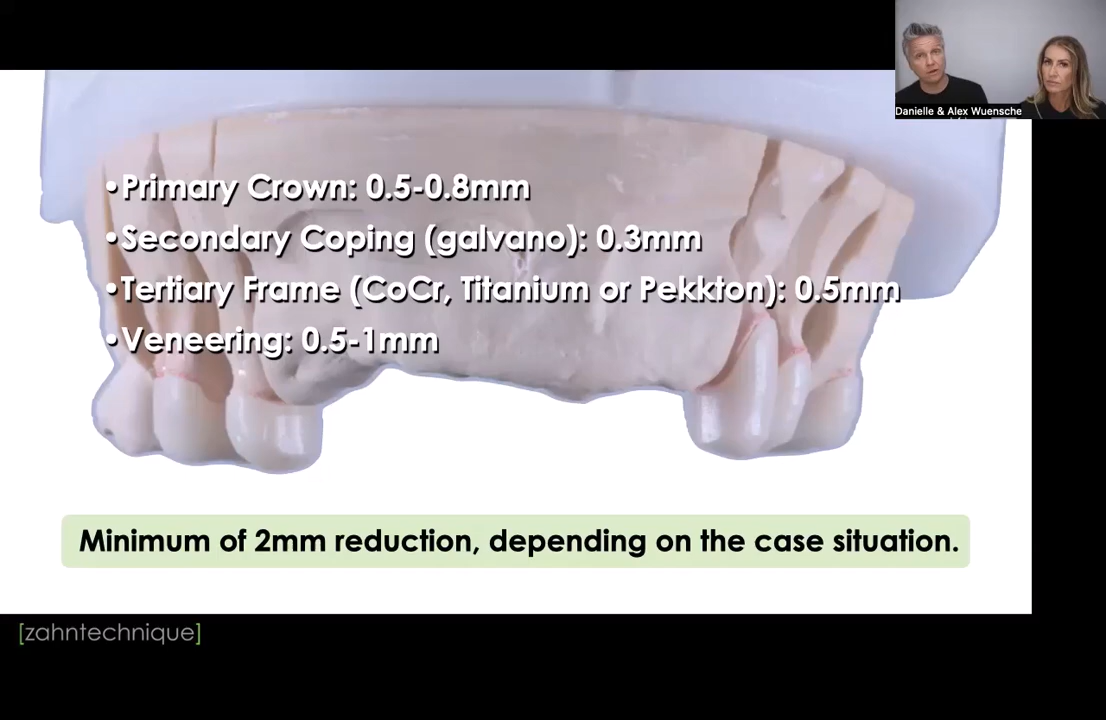 Danielle & Alex Wuensche
•Primary Crown: 0.5-0.8mm
•Secondary Coping (galvano): 0.3mm
•Tertiary Frame (CoCr, Titanium or Pekkton): 0.5mm
•Veneering: 0.5-1mm
Minimum of 2mm reduction, depending on the case situation.
[zahntechnique]